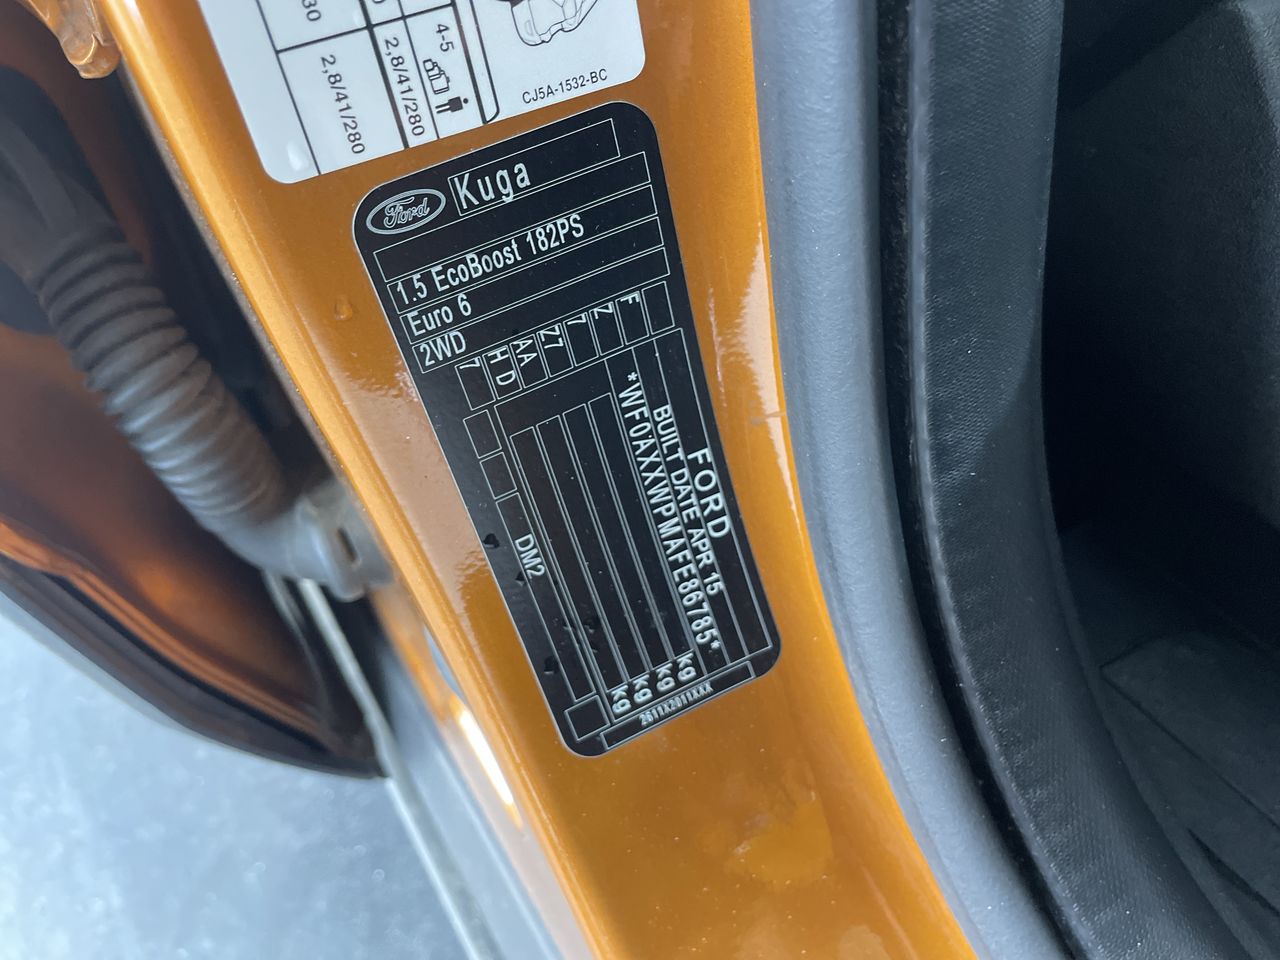 30
2,8/41/280
2,8/41/280
4-5
CJ5A-1532-BC
Ford
Kuga
1.5 EcoBoost 182PS
Euro 6
2WD
7
HD
AA
Z7
7
Z
F
FORD
BUILT DATE APR 15
*WF0AXXWPMAFE86785*
DM2
kg
kg
kg
kg
2611X2011XXX